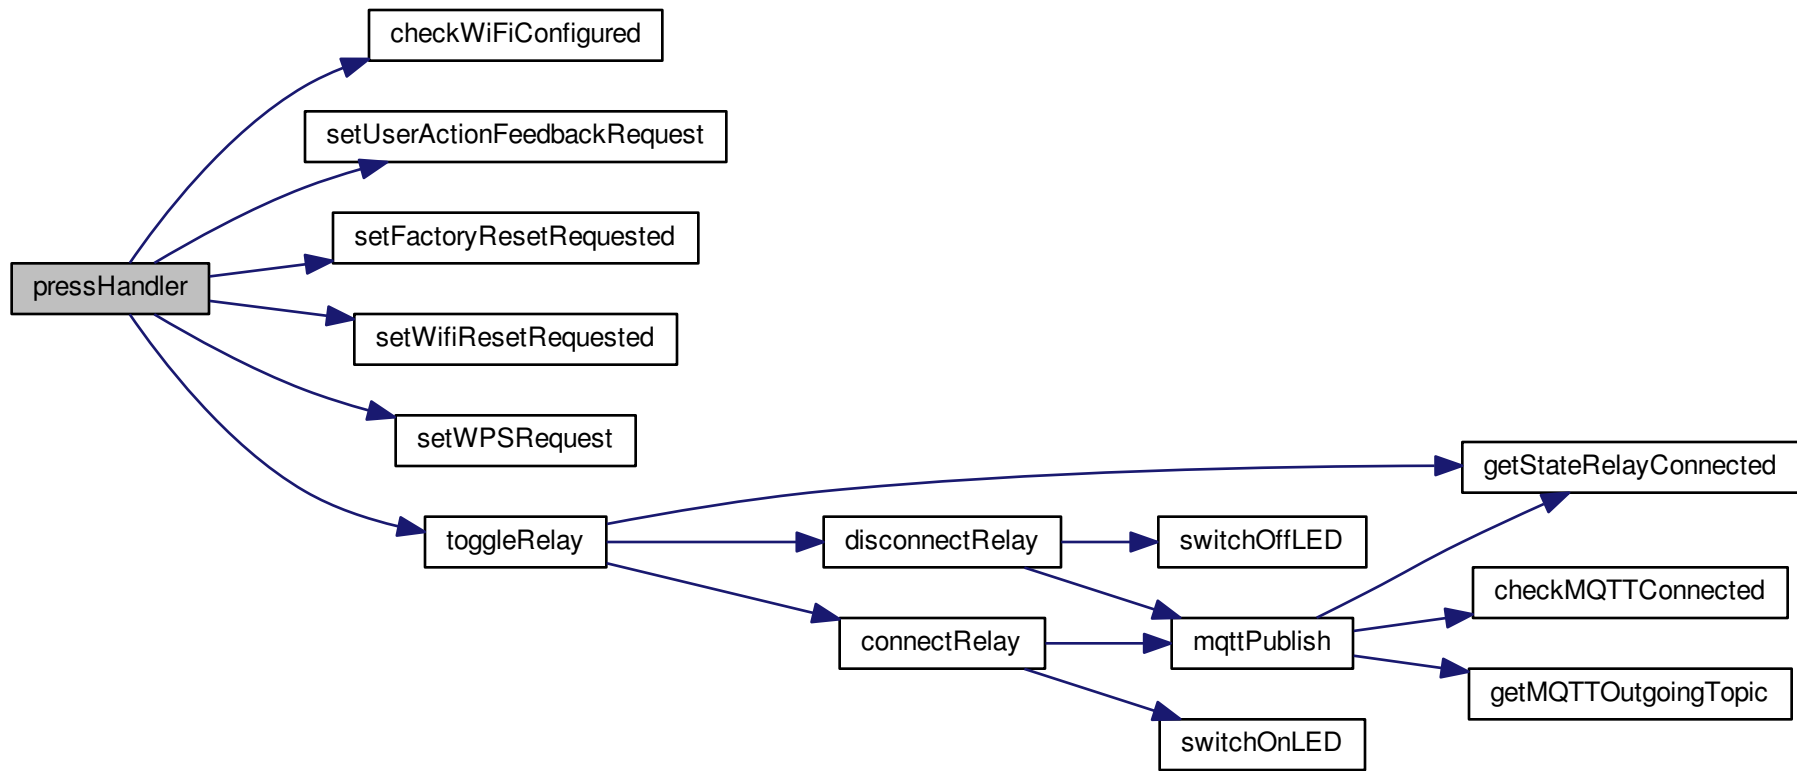 checkWiFiConfigured
setUserActionFeedbackRequest
setFactoryResetRequested
pressHandler
setWifiResetRequested
setWPSRequest
getStateRelayConnected
toggleRelay
disconnectRelay
switchOffLED
checkMQTTConnected
connectRelay
mqttPublish
getMQTTOutgoingTopic
switchOnLED